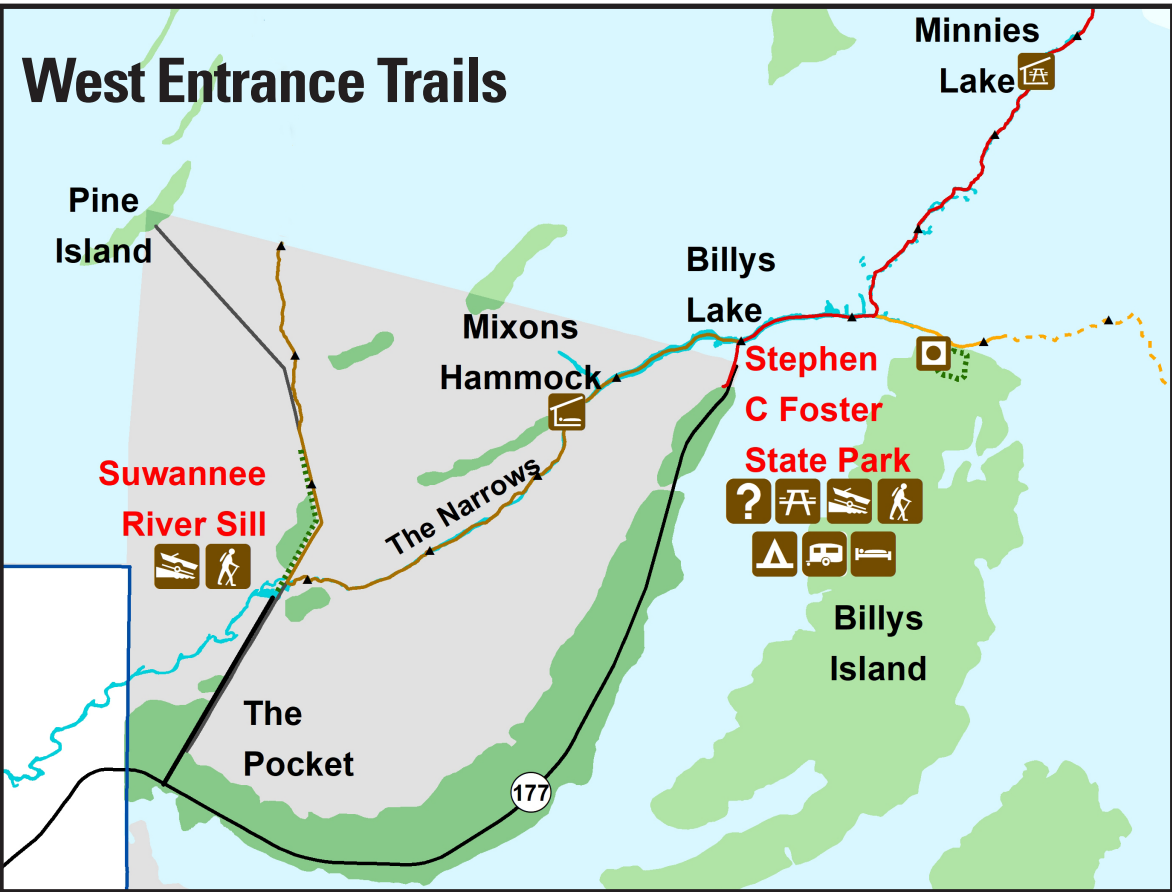 West Entrance Trails
Minnies
Lake
Pine
Island
Billys
Lake
Mixons
Hammock
Stephen
C Foster
State Park
?
Suwannee
River Sill
The Narrows
Billys
Island
The
Pocket
177